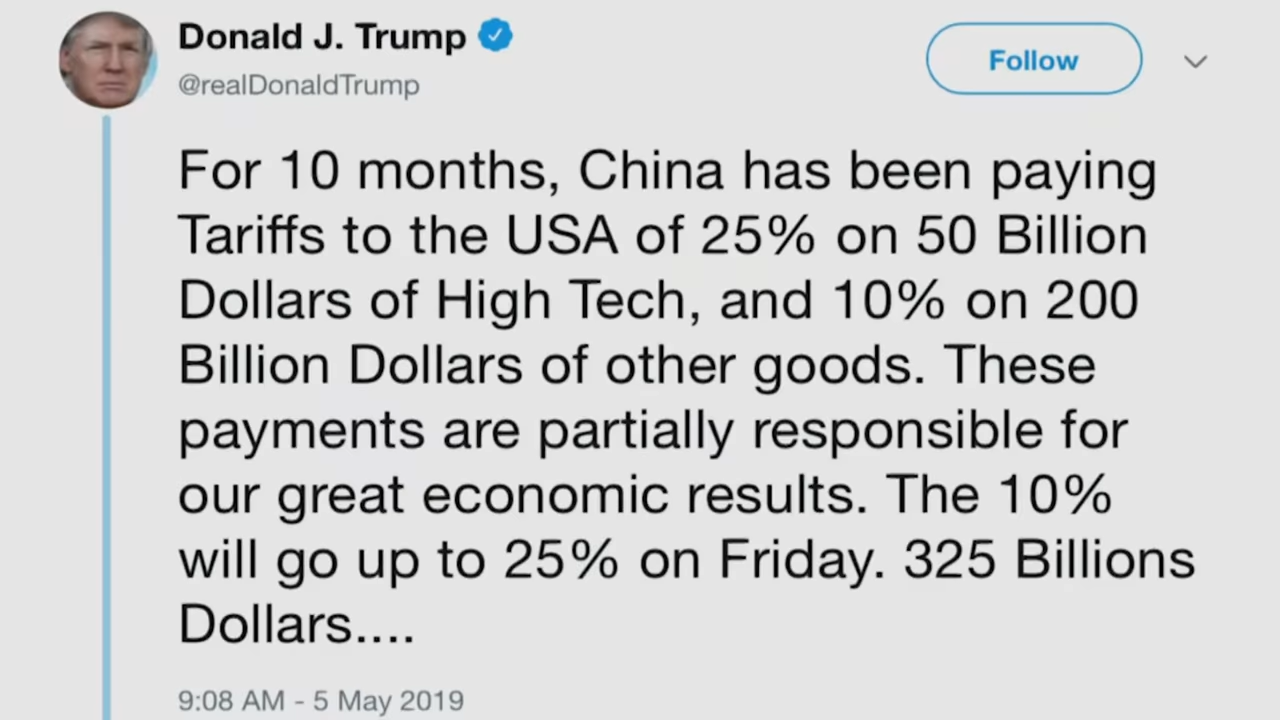 Donald J. Trump
@realDonaldTrump
Follow
For 10 months, China has been paying
Tariffs to the USA of 25% on 50 Billion
Dollars of High Tech, and 10% on 200
Billion Dollars of other goods. These
payments are partially responsible for
our great economic results. The 10%
will go up to 25% on Friday. 325 Billions
Dollars....
9:08 AM - 5 May 2019